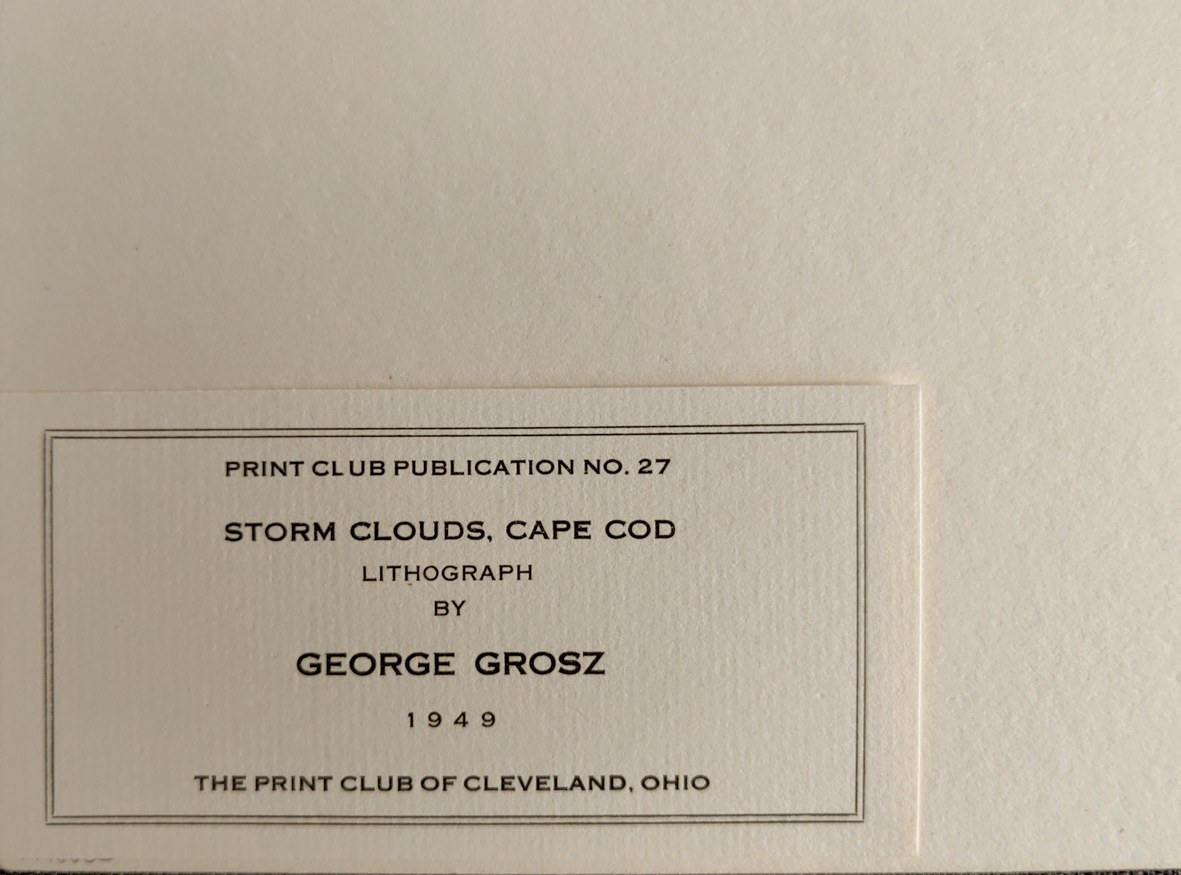 PRINT CLUB PUBLICATION NO. 27
STORM CLOUDS, CAPE COD
LITHOGRAPH
BY
GEORGE GROSZ
1949
THE PRINT CLUB OF CLEVELAND, OHIO